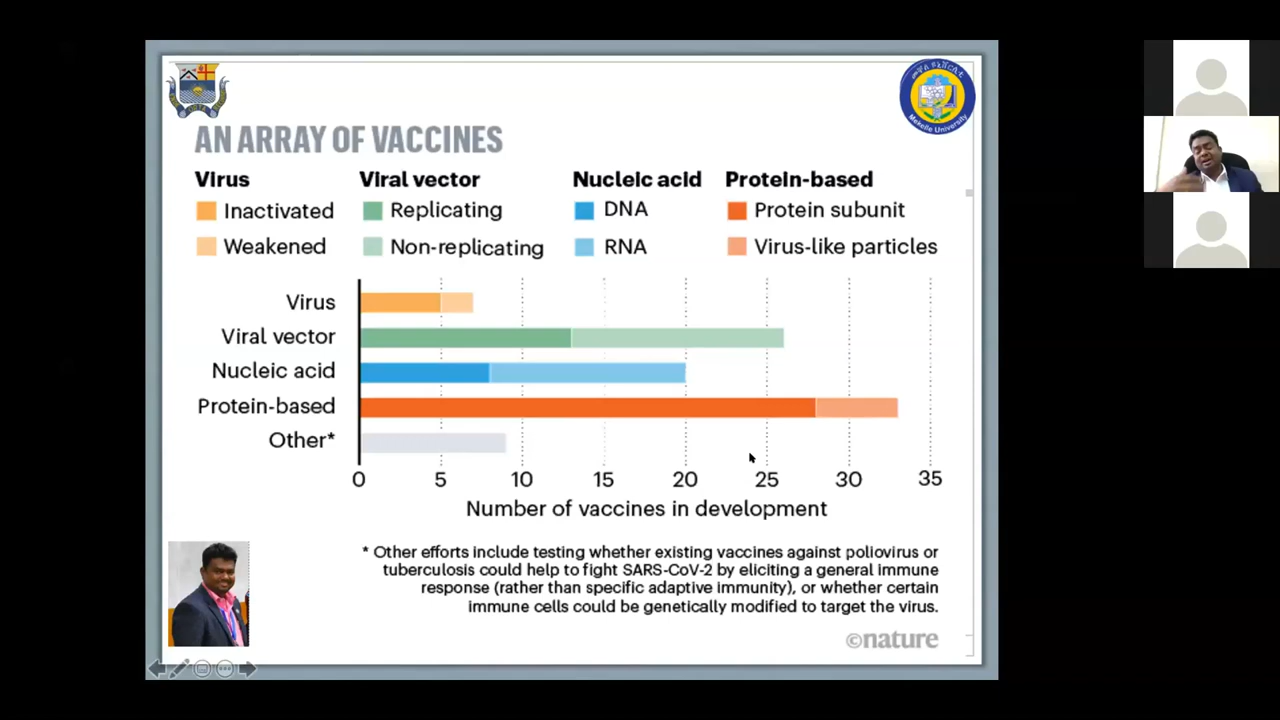 AN ARRAY OF VACCINES
Virus
Inactivated
Weakened
Viral vector
Replicating
Non-replicating
Nucleic acid
DNA
RNA
Protein-based
Protein subunit
Virus-like particles
Virus
Viral vector
Nucleic acid
Protein-based
Other*
0 5 10 15 20 25 30 35
Number of vaccines in development
* Other efforts include testing whether existing vaccines against poliovirus or
tuberculosis could help to fight SARS-CoV-2 by eliciting a general immune
response (rather than specific adaptive immunity), or whether certain
immune cells could be genetically modified to target the virus.
©nature
Mekelle University